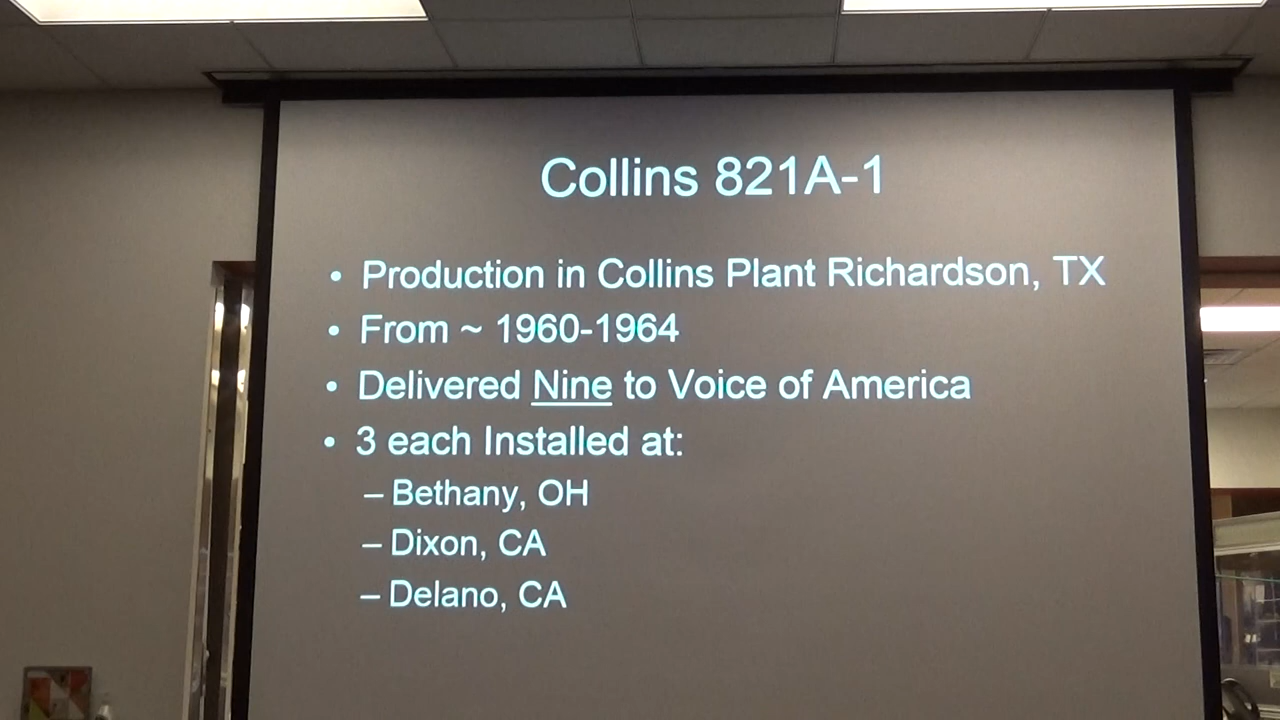 Collins 821A-1
• Production in Collins Plant Richardson, TX
• From ~ 1960-1964
• Delivered Nine to Voice of America
• 3 each Installed at:
– Bethany, OH
– Dixon, CA
– Delano, CA